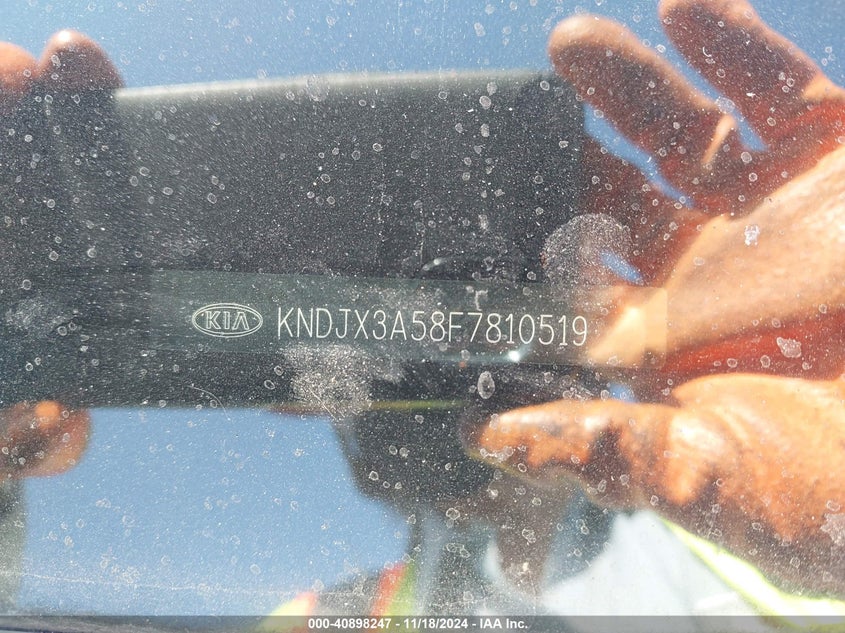 KIA KNDJX3A58F7810519
000-40898247 - 11/18/2024 - IAA Inc.